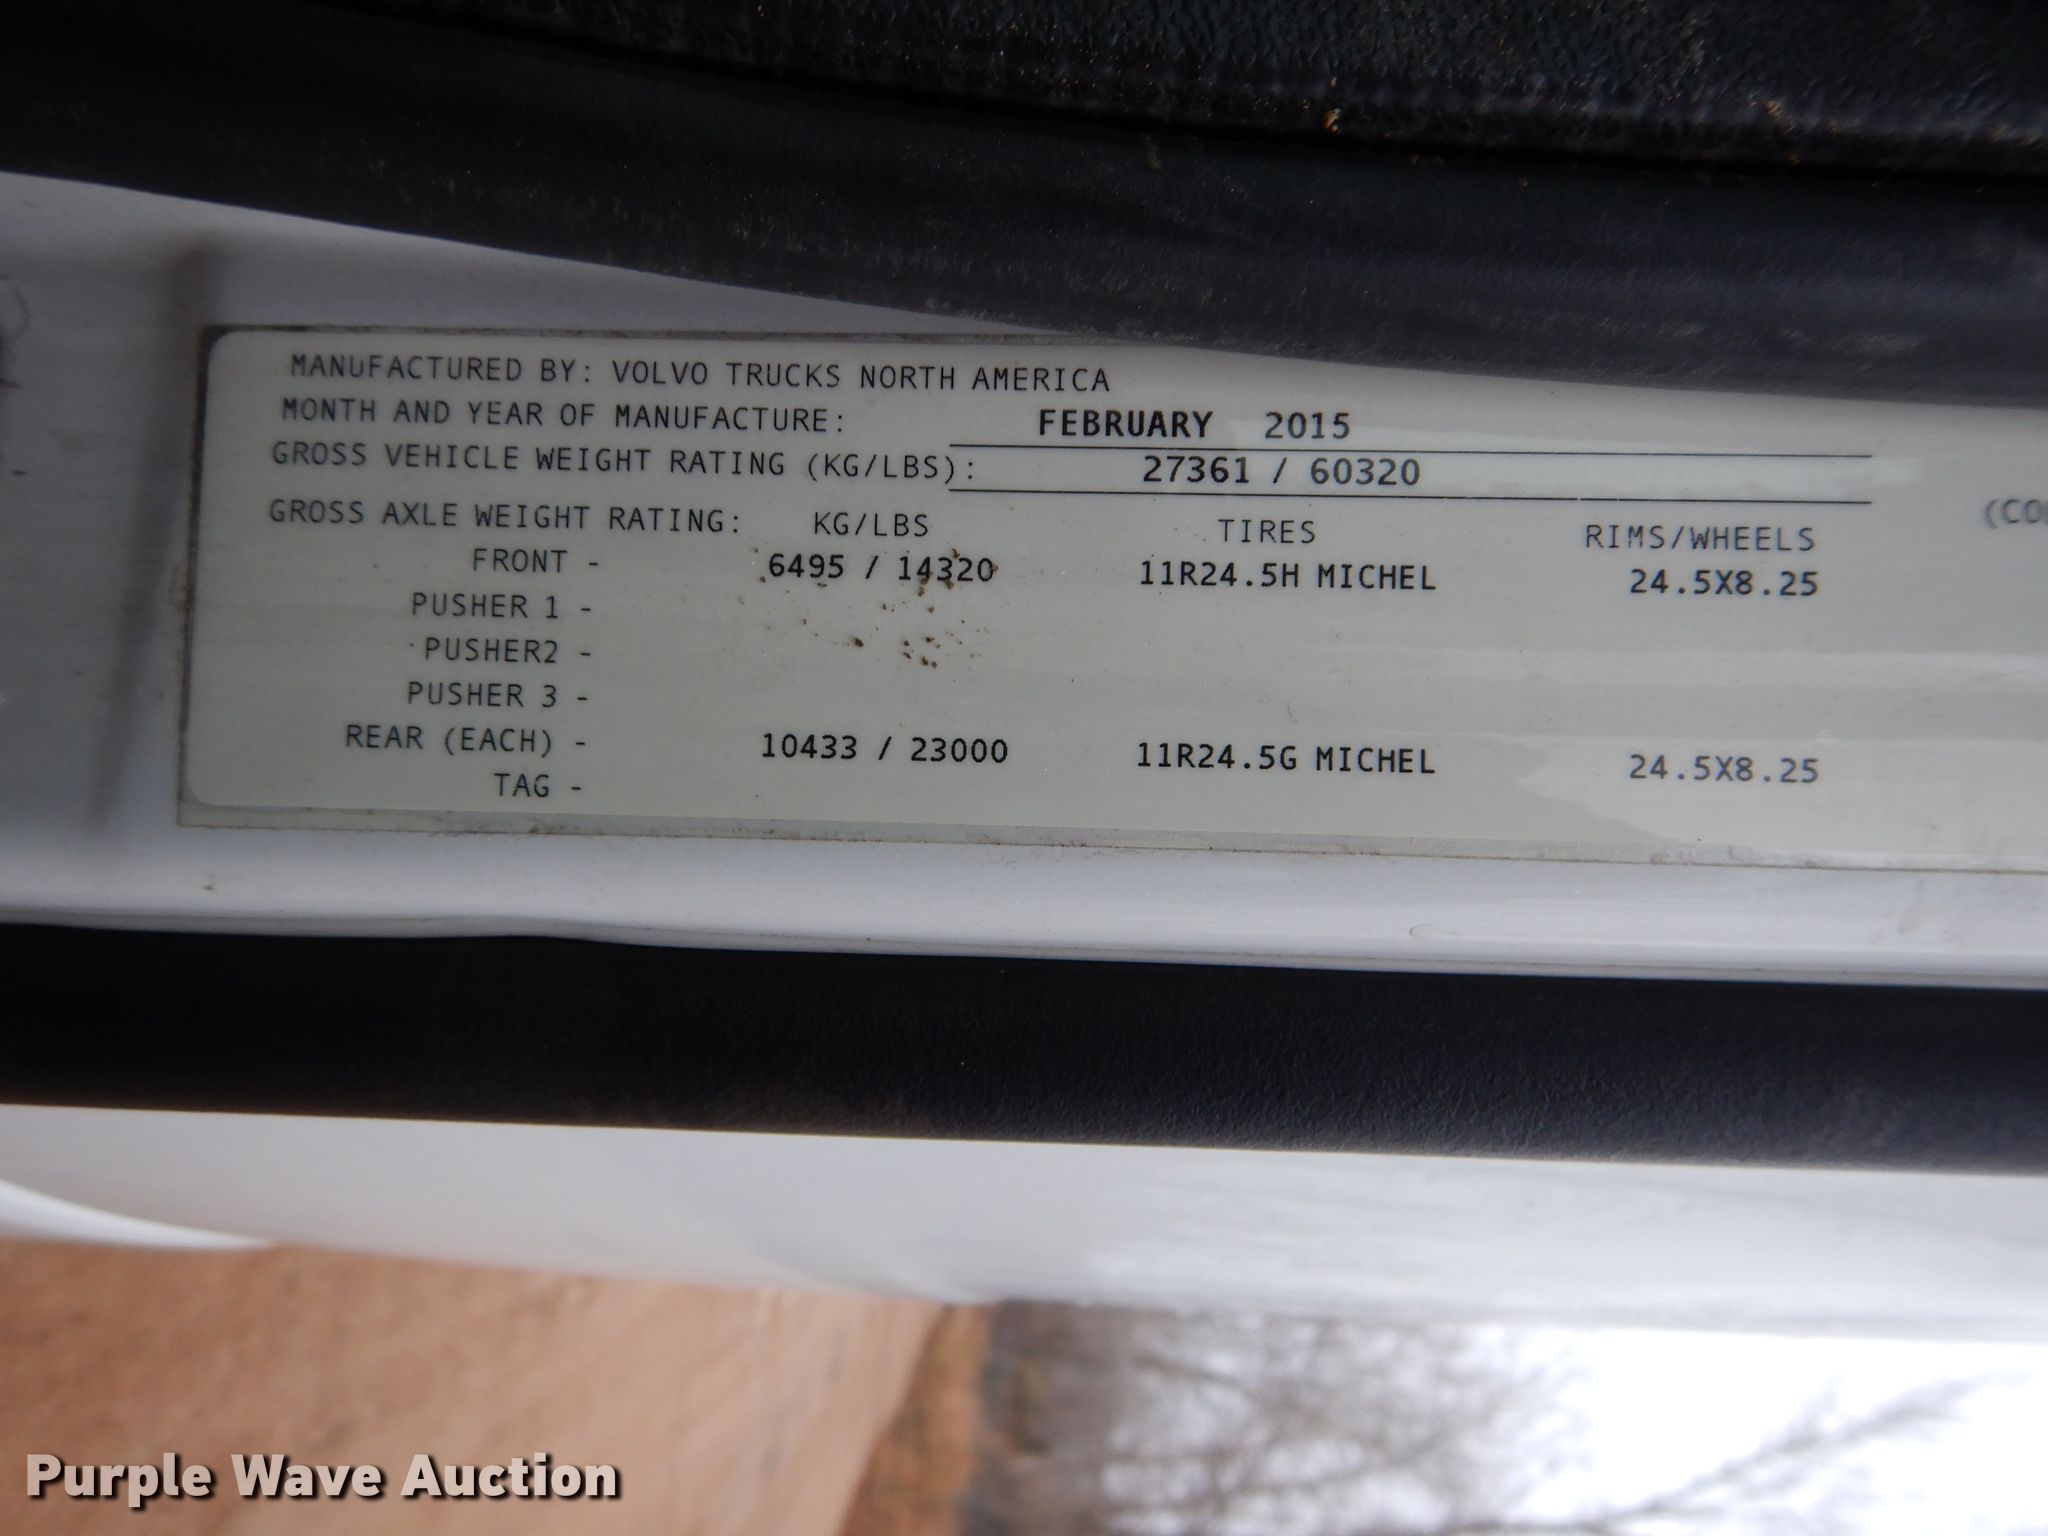 MANUFACTURED BY: VOLVO TRUCKS NORTH AMERICA
MONTH AND YEAR OF MANUFACTURE: FEBRUARY 2015
GROSS VEHICLE WEIGHT RATING (KG/LBS): 27361 / 60320
GROSS AXLE WEIGHT RATING: KG/LBS TIRES RIMS/WHEELS
FRONT - 6495 / 14320 11R24.5H MICHEL 24.5X8.25
PUSHER 1 -
PUSHER2 -
PUSHER 3 -
REAR (EACH) - 10433 / 23000 11R24.5G MICHEL 24.5X8.25
TAG -
Purple Wave Auction